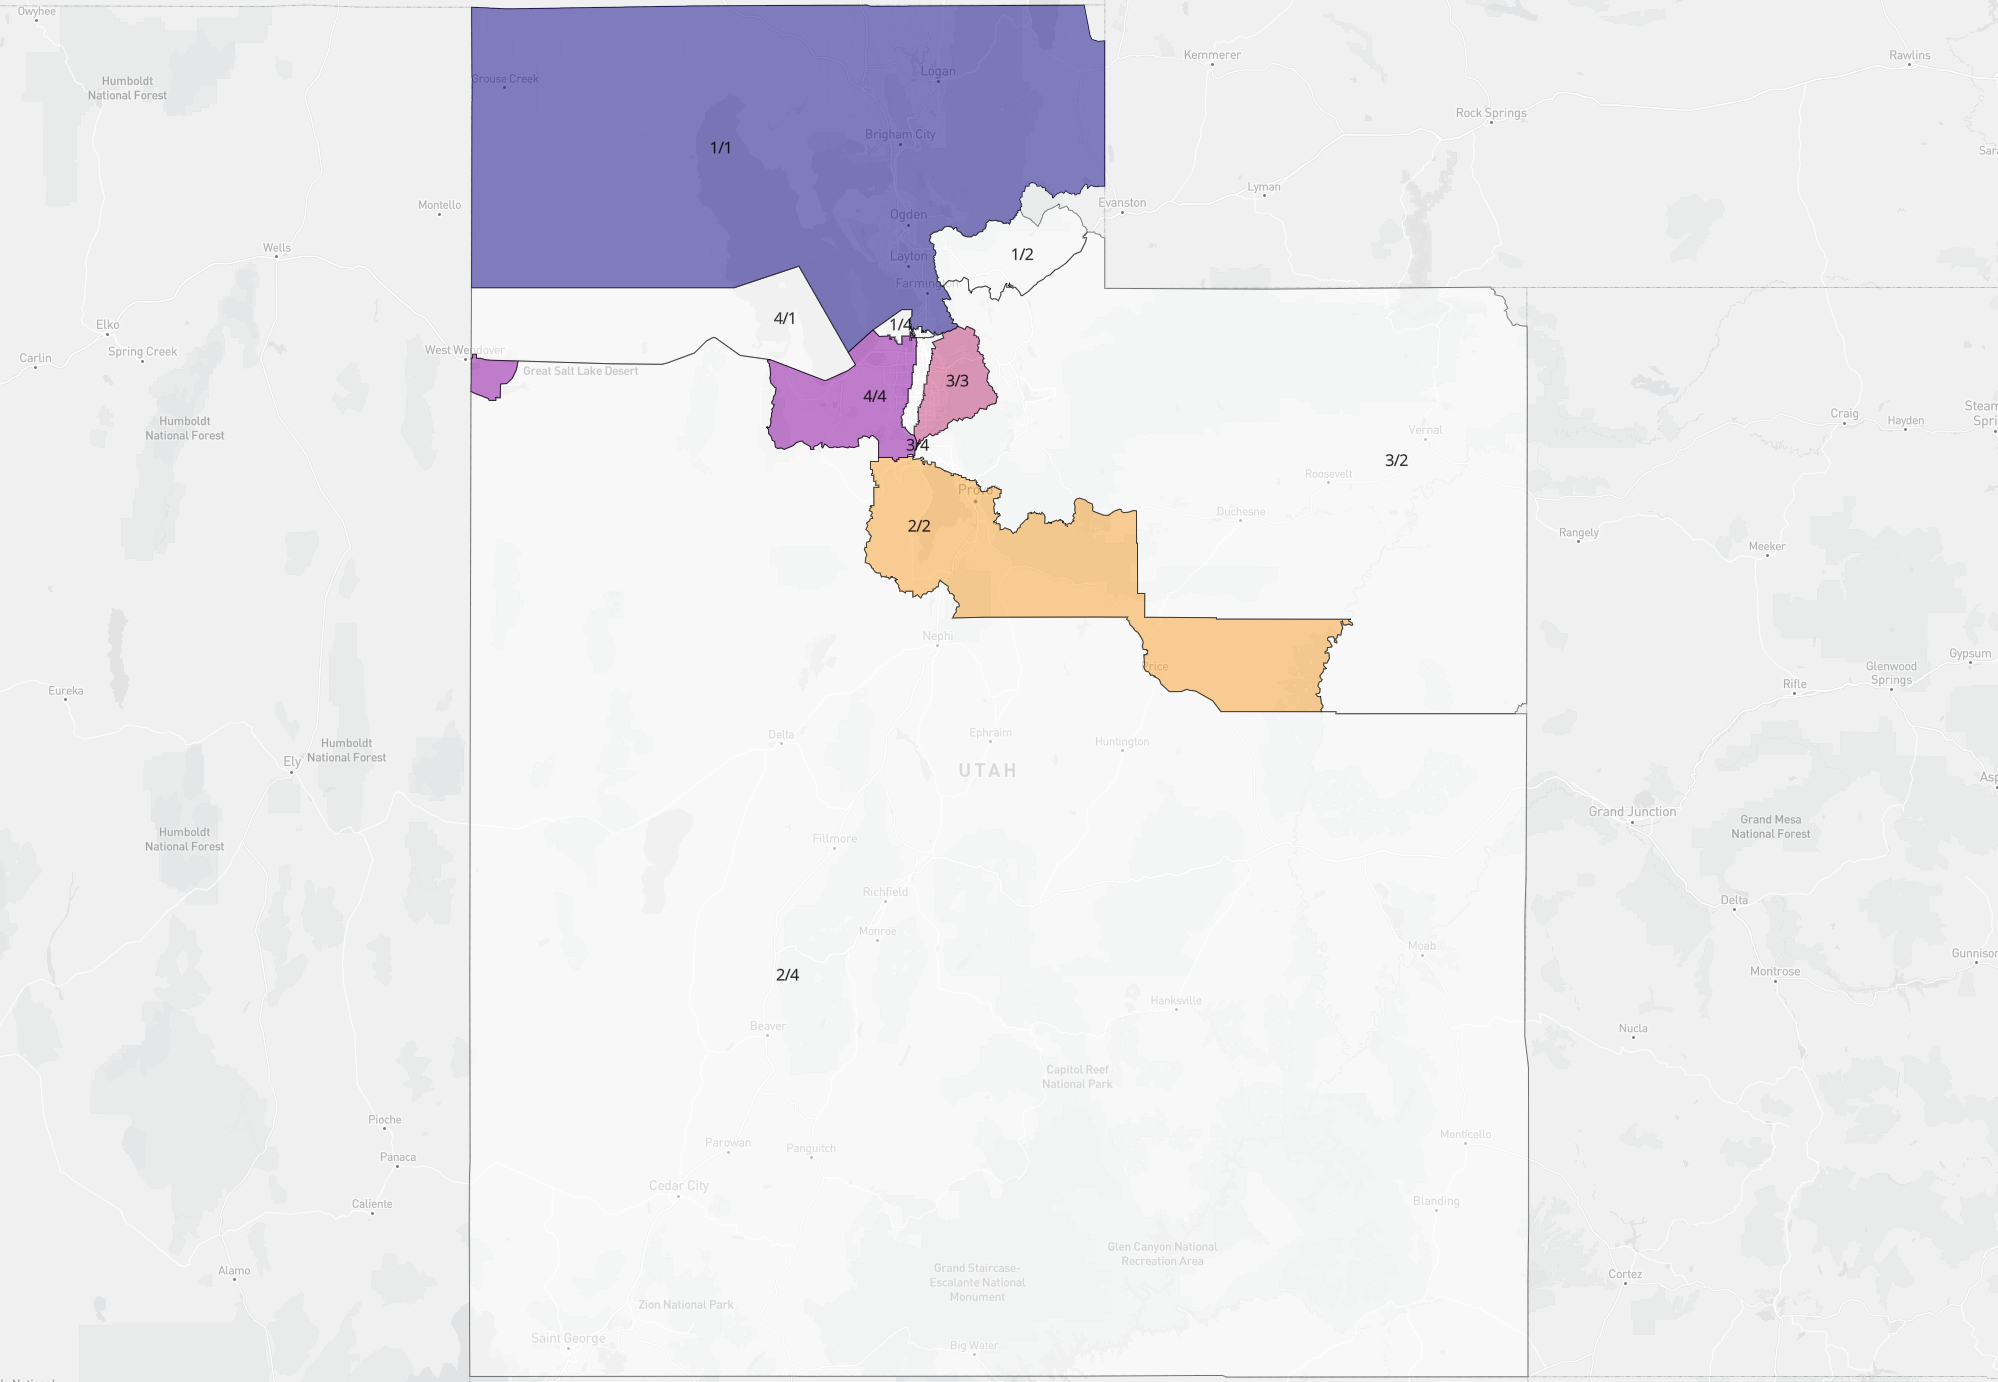 Owyhee
Humboldt
National Forest
Grouse Creek
Logan
Kemmerer
Rawlins
Rock Springs
Brigham City
1/1
Sara
Lyman
Montello
Evanston
Ogden
Wells
1/2
Layton
Farmington
4/1
1/4
Elko
Spring Creek
Carlin
West Wendover
Great Salt Lake Desert
3/3
4/4
Steam
Spri
Craig
Hayden
Humboldt
National Forest
Vernal
3/4
3/2
Roosevelt
Provo
Duchesne
2/2
Rangely
Meeker
Nephi
Price
Gypsum
Glenwood
Springs
Rifle
Eureka
Delta
Ephraim
Huntington
Humboldt
National Forest
Ely
UTAH
Asp
Grand Junction
Grand Mesa
National Forest
Humboldt
National Forest
Fillmore
Richfield
Delta
Monroe
Moab
Gunnison
Montrose
2/4
Hanksville
Beaver
Nucla
Capitol Reef
National Park
Pioche
Panaca
Parowan
Panguitch
Monticello
Cedar City
Caliente
Blanding
Alamo
Glen Canyon National
Recreation Area
Grand Staircase-
Escalante National
Monument
Cortez
Zion National Park
Saint George
Big Water